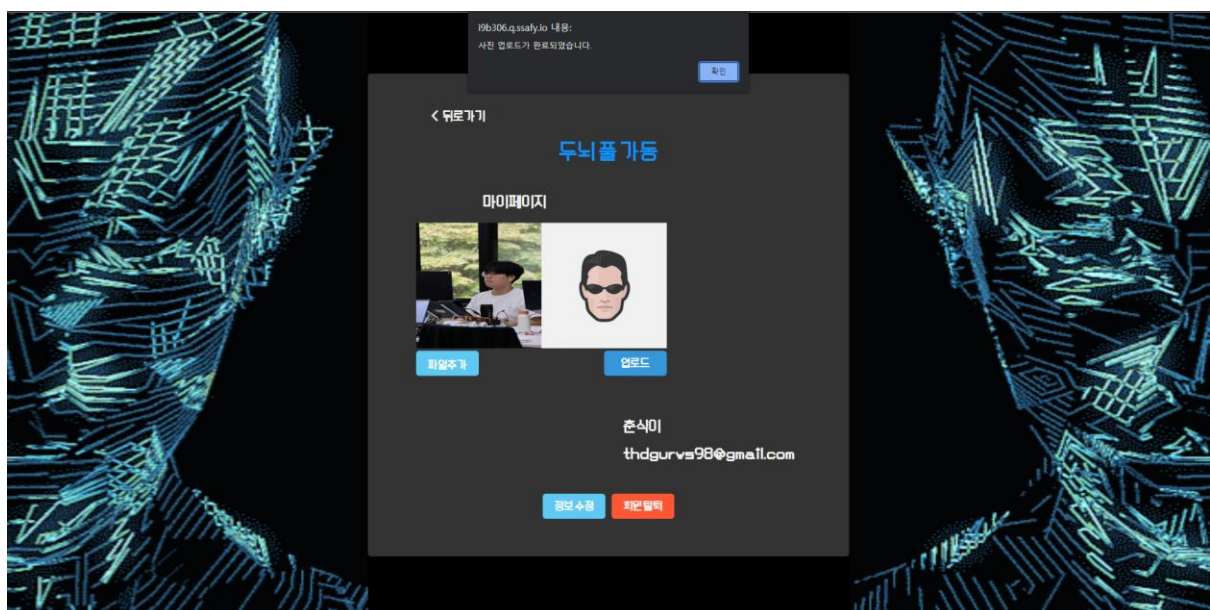 i9b306.q.ssafy.io 내용:
사진 업로드가 완료되었습니다.
확인
< 뒤로가기
두뇌 풀 가동
마이페이지
파일추가
업로드
춘식이
thdgurvs98@gmail.com
정보 수정
회원 탈퇴